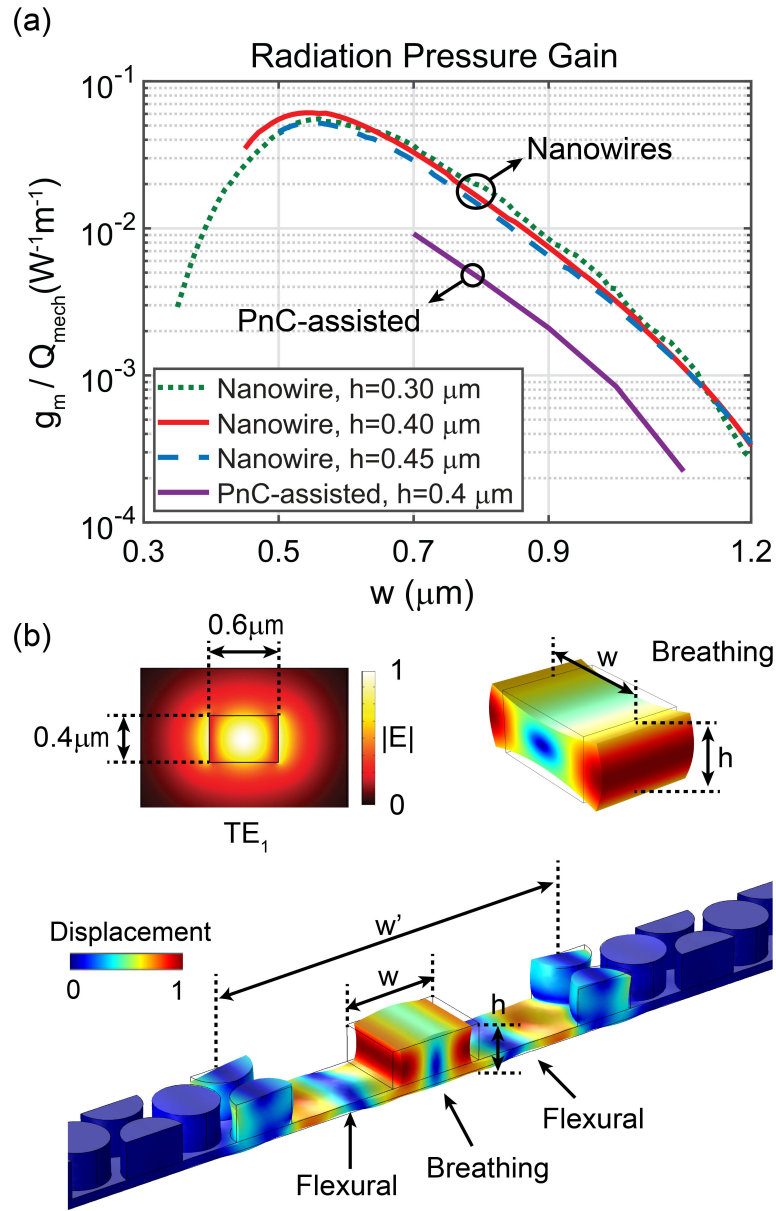 (a)
Radiation Pressure Gain
g_m / Q_mech (W⁻¹m⁻¹)
10⁻¹
10⁻²
10⁻³
10⁻⁴
Nanowires
PnC-assisted
Nanowire, h=0.30 μm
Nanowire, h=0.40 μm
Nanowire, h=0.45 μm
PnC-assisted, h=0.4 μm
0.3 0.5 0.7 0.9 1.2
w (μm)
(b)
0.6μm
0.4μm
1
|E|
0
TE₁
Breathing
w
h
Displacement
0 1
w'
w
h
Flexural
Breathing
Flexural